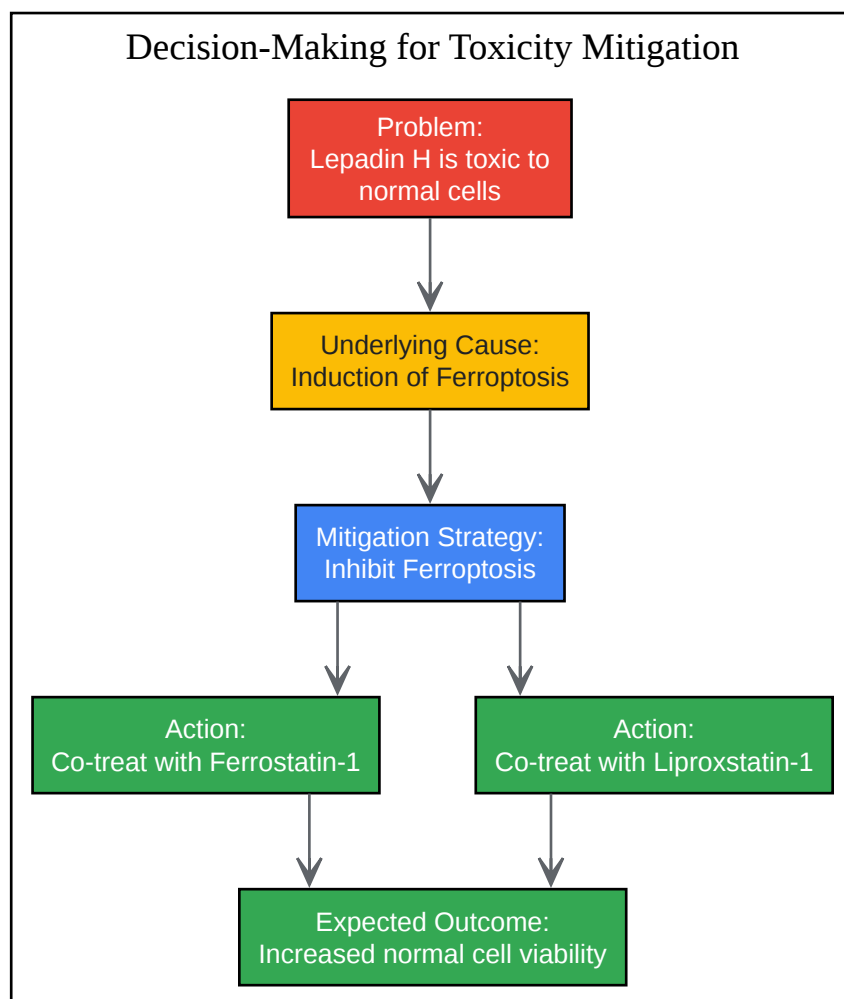 Decision-Making for Toxicity Mitigation
Problem:
Lepadin H is toxic to
normal cells
Underlying Cause:
Induction of Ferroptosis
Mitigation Strategy:
Inhibit Ferroptosis
Action:
Co-treat with Ferrostatin-1
Action:
Co-treat with Liproxstatin-1
Expected Outcome:
Increased normal cell viability